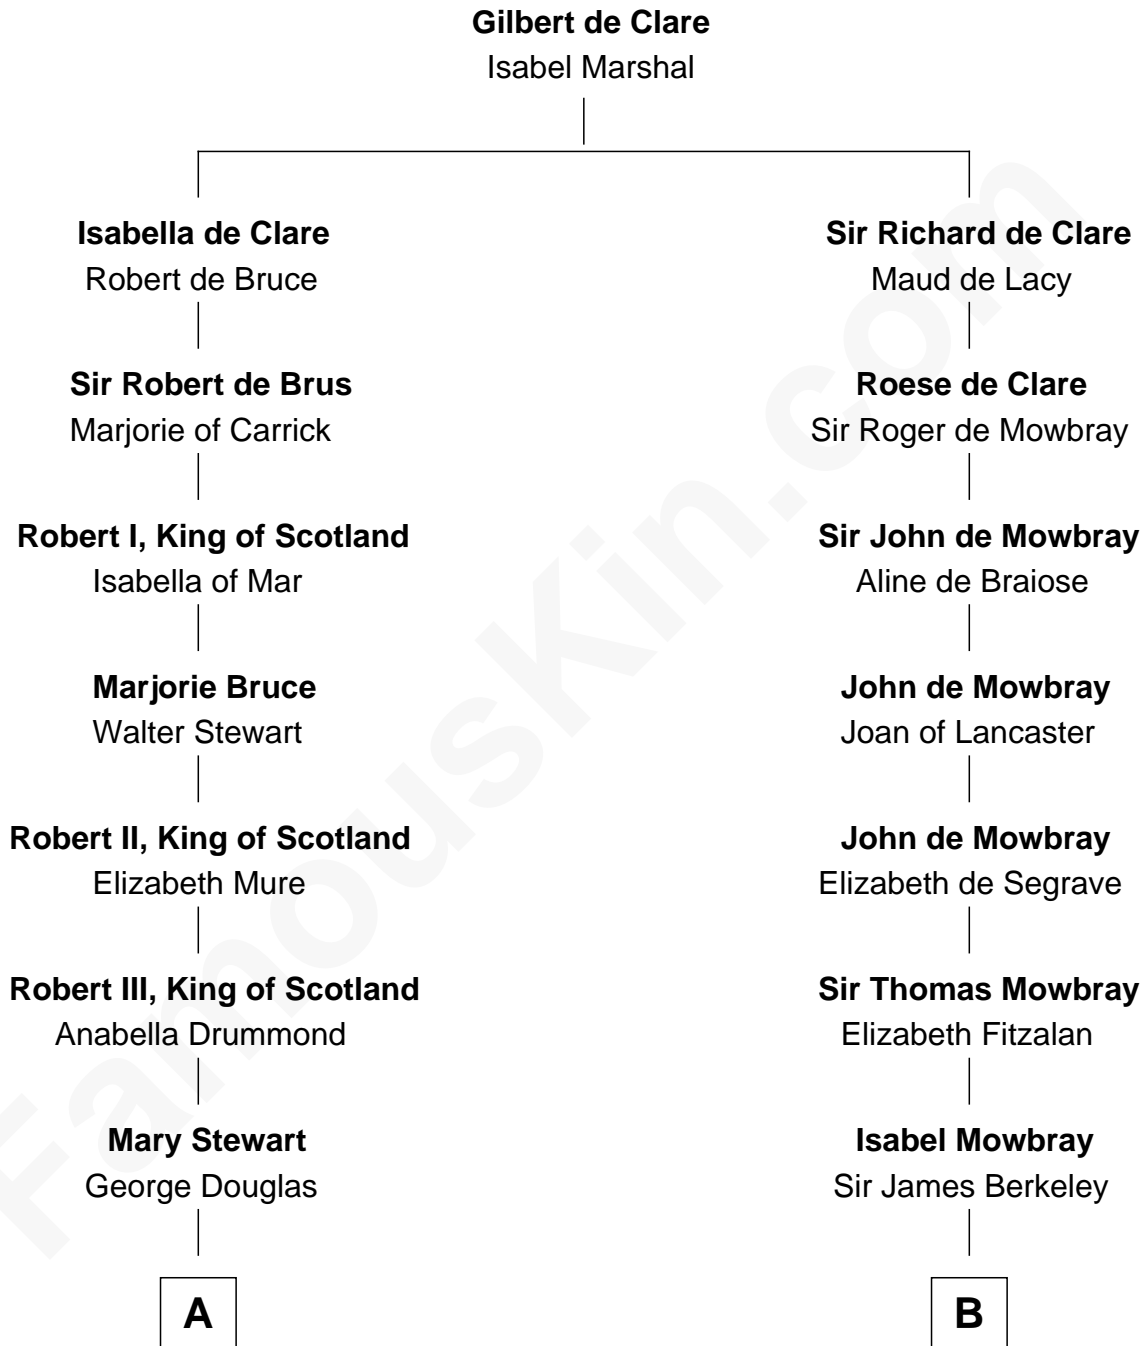 Gilbert de Clare
Isabel Marshal
Isabella de Clare
Robert de Bruce
Sir Richard de Clare
Maud de Lacy
Sir Robert de Brus
Marjorie of Carrick
Roese de Clare
Sir Roger de Mowbray
Robert I, King of Scotland
Isabella of Mar
Sir John de Mowbray
Aline de Braiose
Marjorie Bruce
Walter Stewart
John de Mowbray
Joan of Lancaster
Robert II, King of Scotland
Elizabeth Mure
John de Mowbray
Elizabeth de Segrave
Robert III, King of Scotland
Anabella Drummond
Sir Thomas Mowbray
Elizabeth Fitzalan
Mary Stewart
George Douglas
Isabel Mowbray
Sir James Berkeley
A
B
FamousKin.com